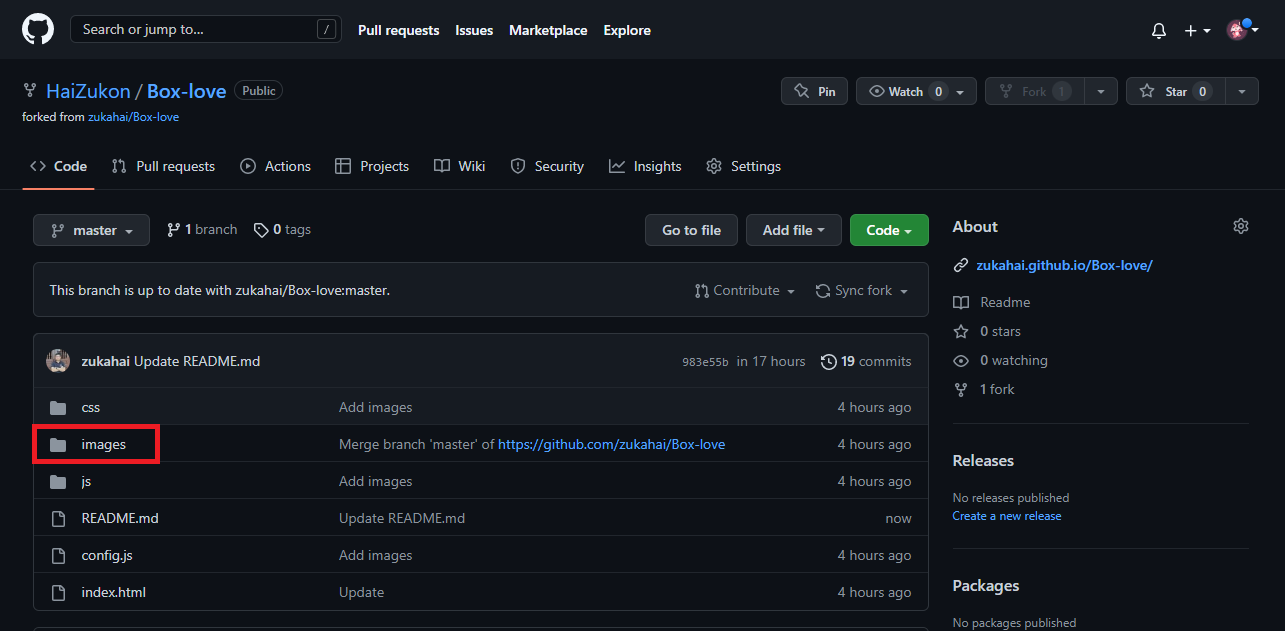 Search or jump to... /
Pull requests Issues Marketplace Explore
HaiZukon / Box-love Public
Pin Watch 0 Fork 1 Star 0
forked from zukahai/Box-love
Code Pull requests Actions Projects Wiki Security Insights Settings
master 1 branch 0 tags Go to file Add file Code
This branch is up to date with zukahai/Box-love:master. Contribute Sync fork
zukahai Update README.md 983e55b in 17 hours 19 commits
css Add images 4 hours ago
images Merge branch 'master' of https://github.com/zukahai/Box-love 4 hours ago
js Add images 4 hours ago
README.md Update README.md now
config.js Add images 4 hours ago
index.html Update 4 hours ago
About
zukahai.github.io/Box-love/
Readme
0 stars
0 watching
1 fork
Releases
No releases published
Create a new release
Packages
No packages published